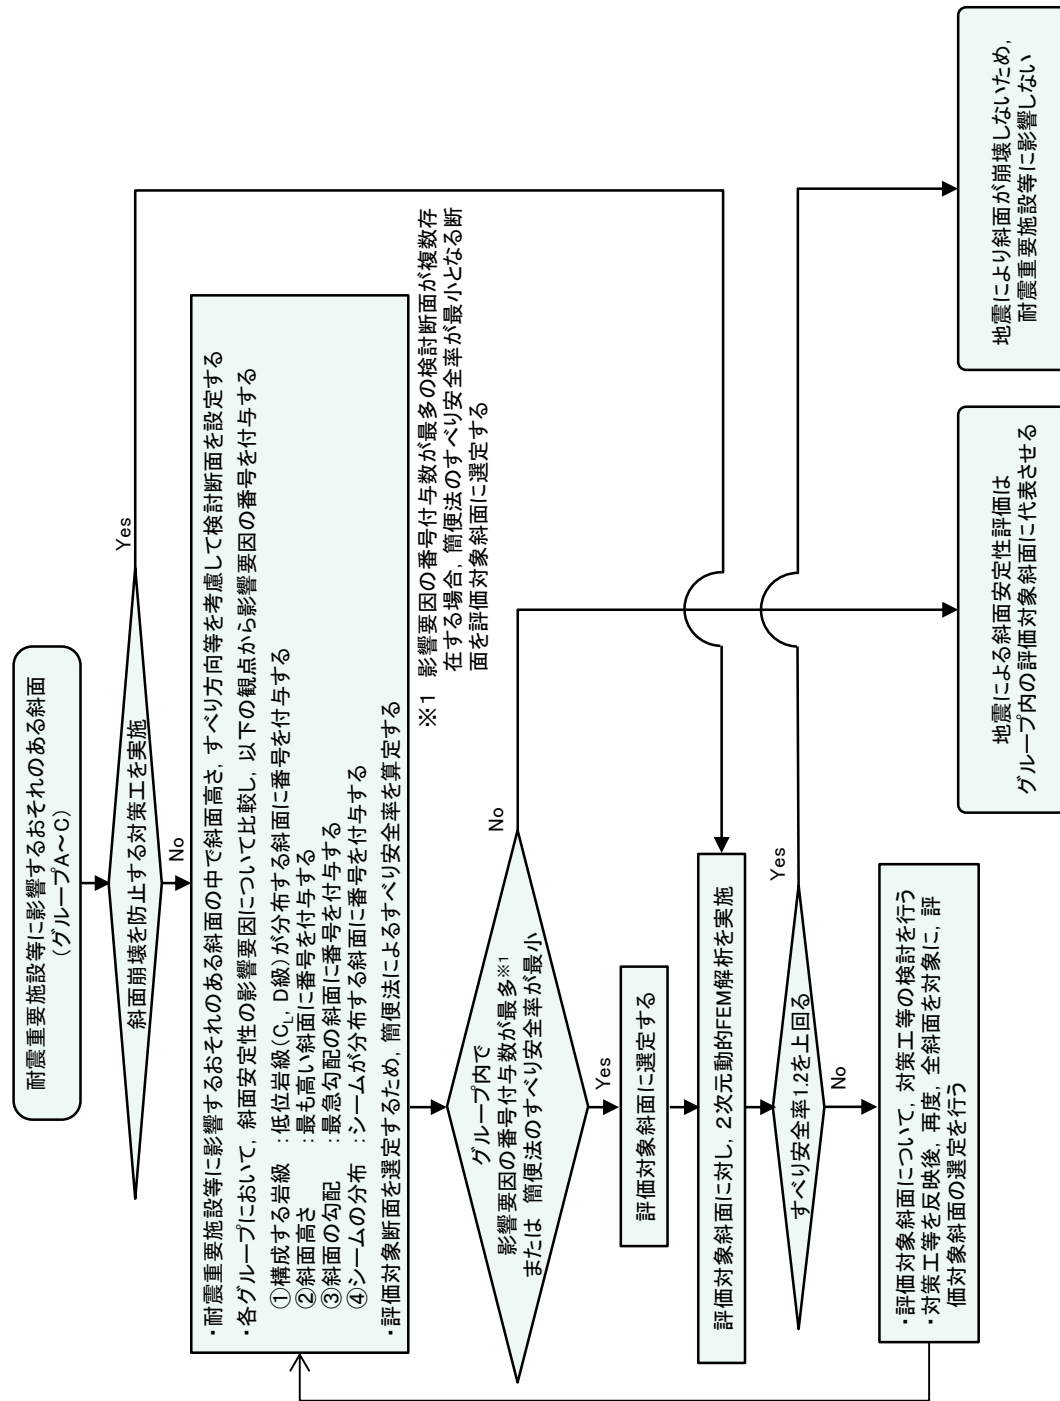 耐震重要施設等に影響するおそれのある斜面
(グループA～C)
斜面崩壊を防止する対策工を実施
Yes
No
・耐震重要施設等に影響するおそれのある斜面の中で斜面高さ，すべり方向等を考慮して検討断面を設定する
・各グループにおいて，斜面安定性の影響要因について比較し，以下の観点から影響要因の番号を付与する
①構成する岩級 ：低位岩級(CL，D級)が分布する斜面に番号を付与する
②斜面高さ ：最も高い斜面に番号を付与する
③斜面の勾配 ：最急勾配の斜面に番号を付与する
④シームの分布 ：シームが分布する斜面に番号を付与する
・評価対象断面を選定するため，簡便法によるすべり安全率を算定する
※1 影響要因の番号付与数が最多の検討断面が複数存
在する場合，簡便法のすべり安全率が最小となる断
面を評価対象斜面に選定する
グループ内で
影響要因の番号付与数が最多※1
または 簡便法のすべり安全率が最小
No
Yes
評価対象斜面に選定する
評価対象斜面に対し，2次元動的FEM解析を実施
すべり安全率1.2を上回る
Yes
No
・評価対象斜面について，対策工等の検討を行う
・対策工等を反映後，再度，全斜面を対象に，評
価対象斜面の選定を行う
地震による斜面安定性評価は
グループ内の評価対象斜面に代表させる
地震により斜面が崩壊しないため，
耐震重要施設等に影響しない